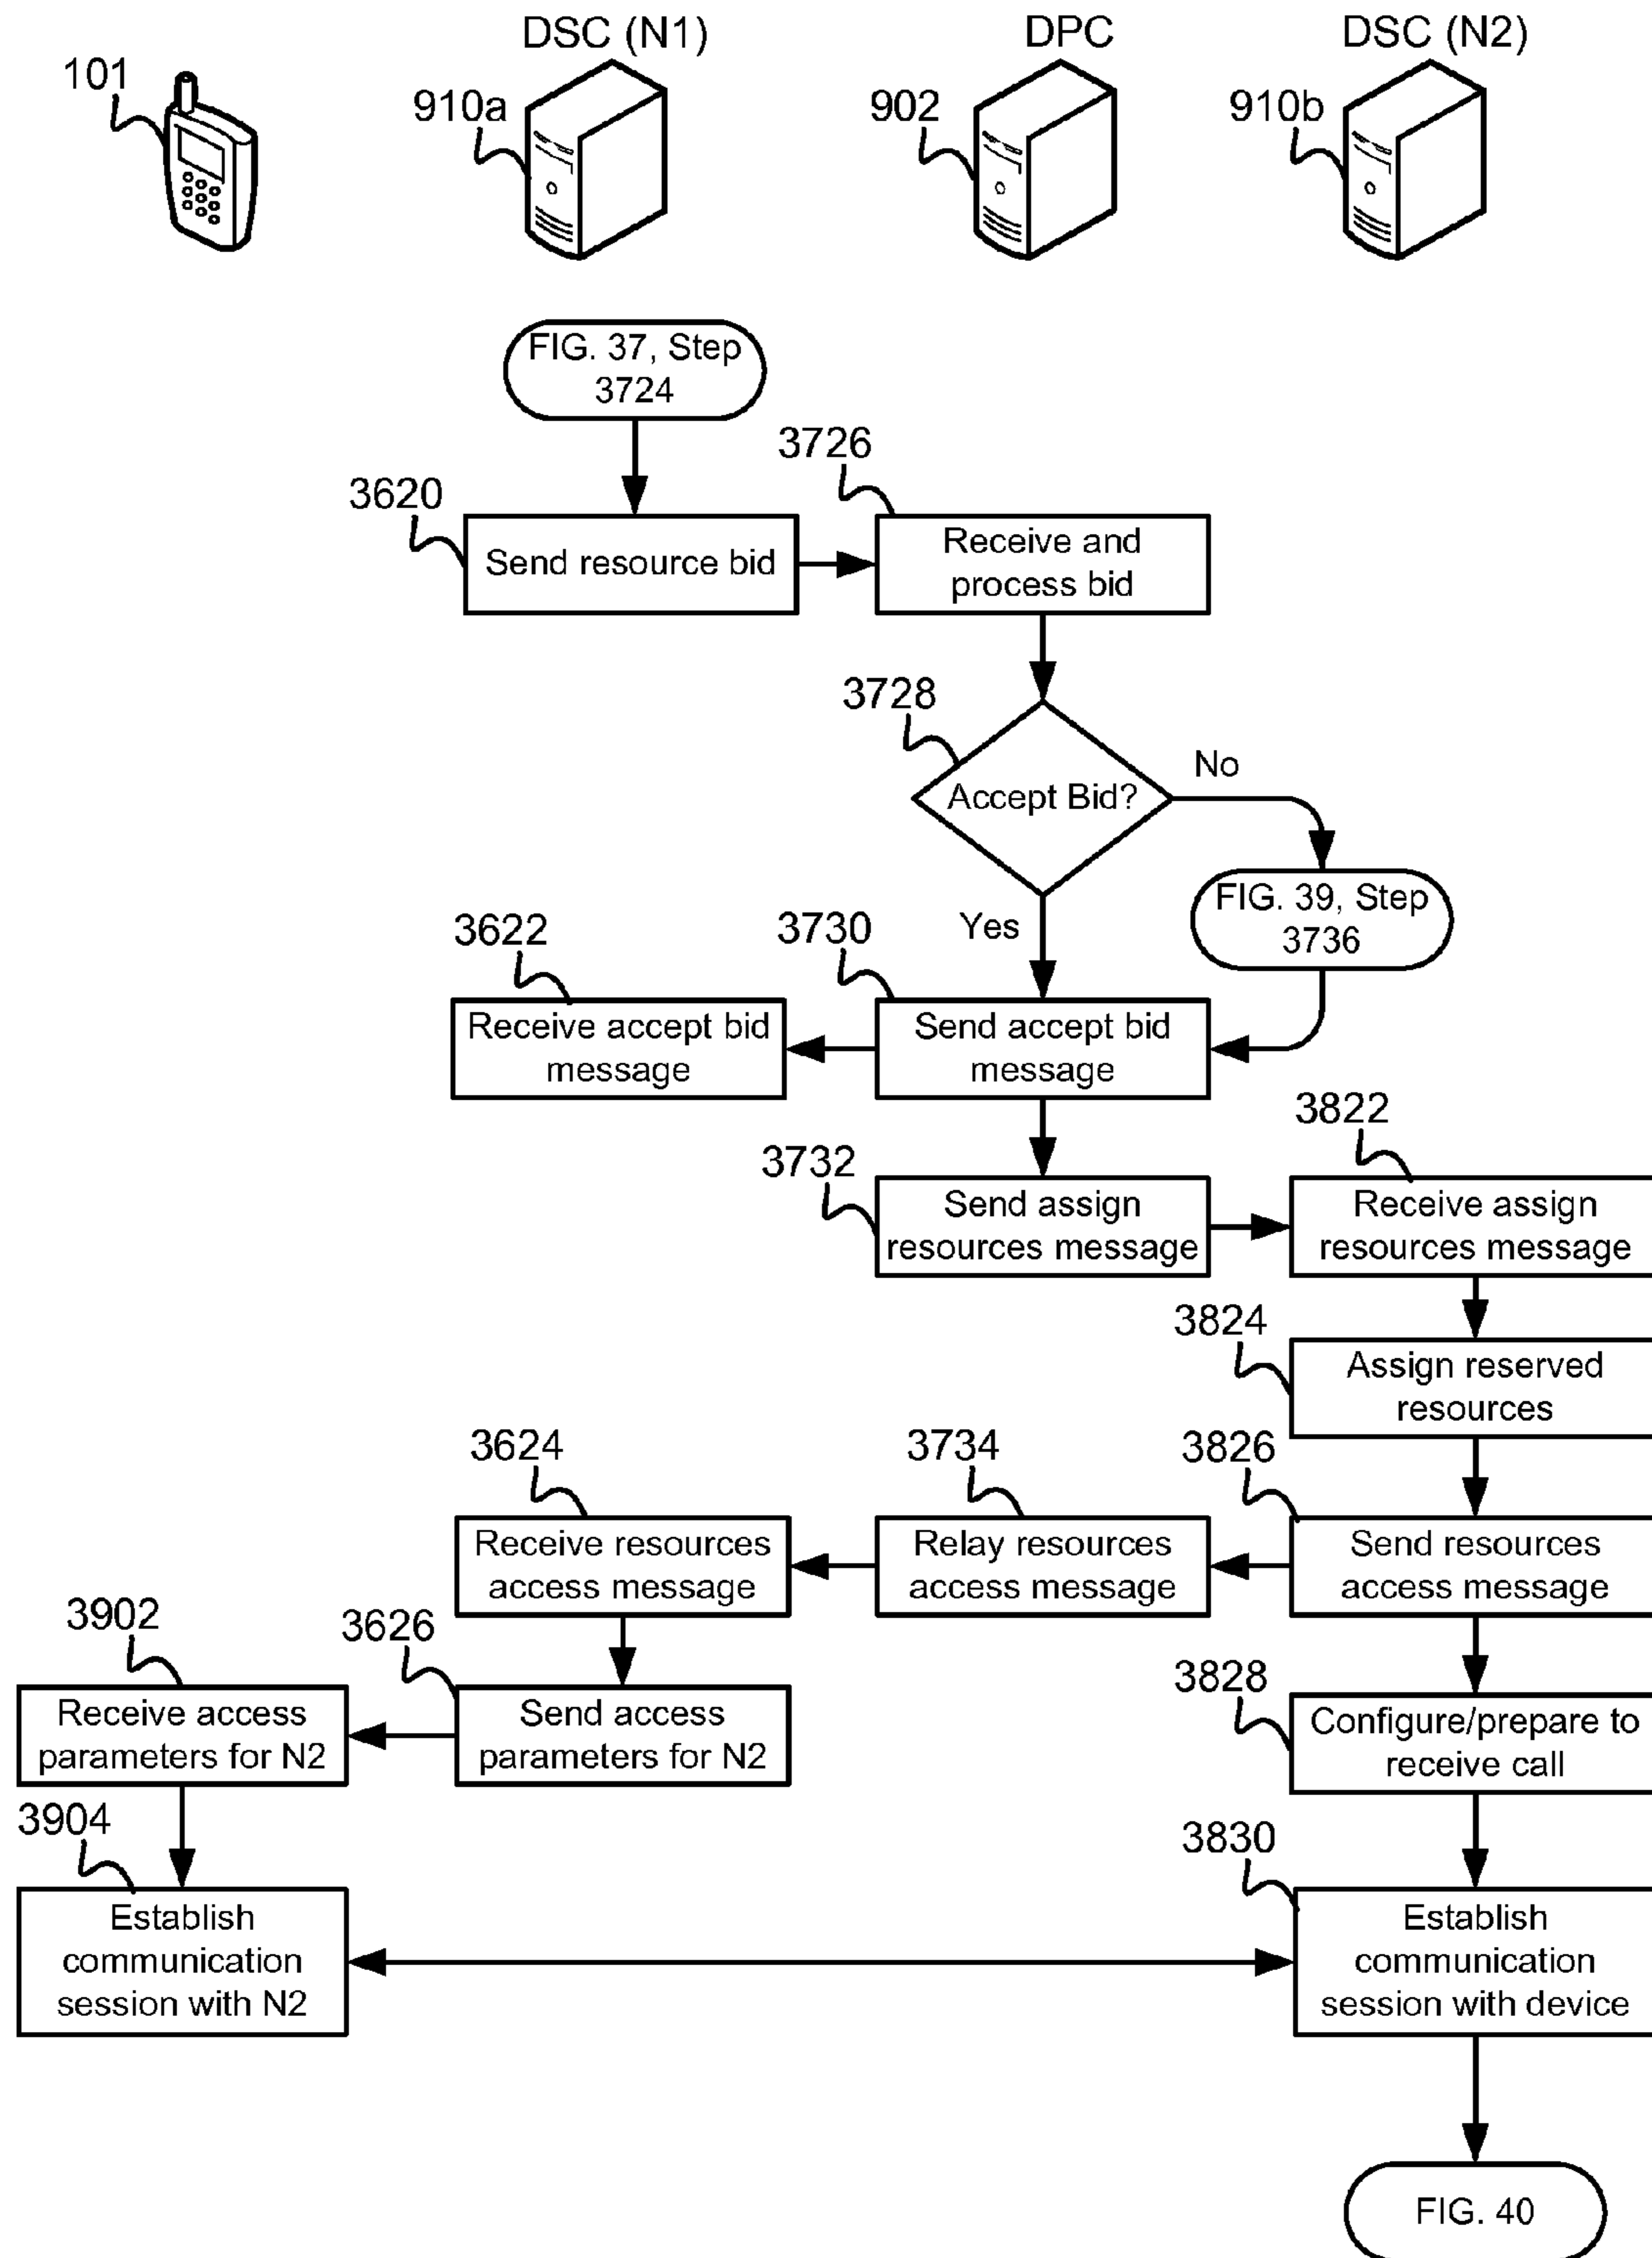 DSC (N1)
DPC
DSC (N2)
101
910a
902
910b
FIG. 37, Step
3724
3726
3620
Send resource bid
Receive and
process bid
3728
No
Accept Bid?
FIG. 39, Step
3736
3622
3730
Yes
Receive accept bid
message
Send accept bid
message
3822
3732
Send assign
resources message
Receive assign
resources message
3824
Assign reserved
resources
3624
3734
3826
Receive resources
access message
Relay resources
access message
Send resources
access message
3902
3626
3828
Receive access
parameters for N2
Send access
parameters for N2
Configure/prepare to
receive call
3904
3830
Establish
communication
session with N2
Establish
communication
session with device
FIG. 40